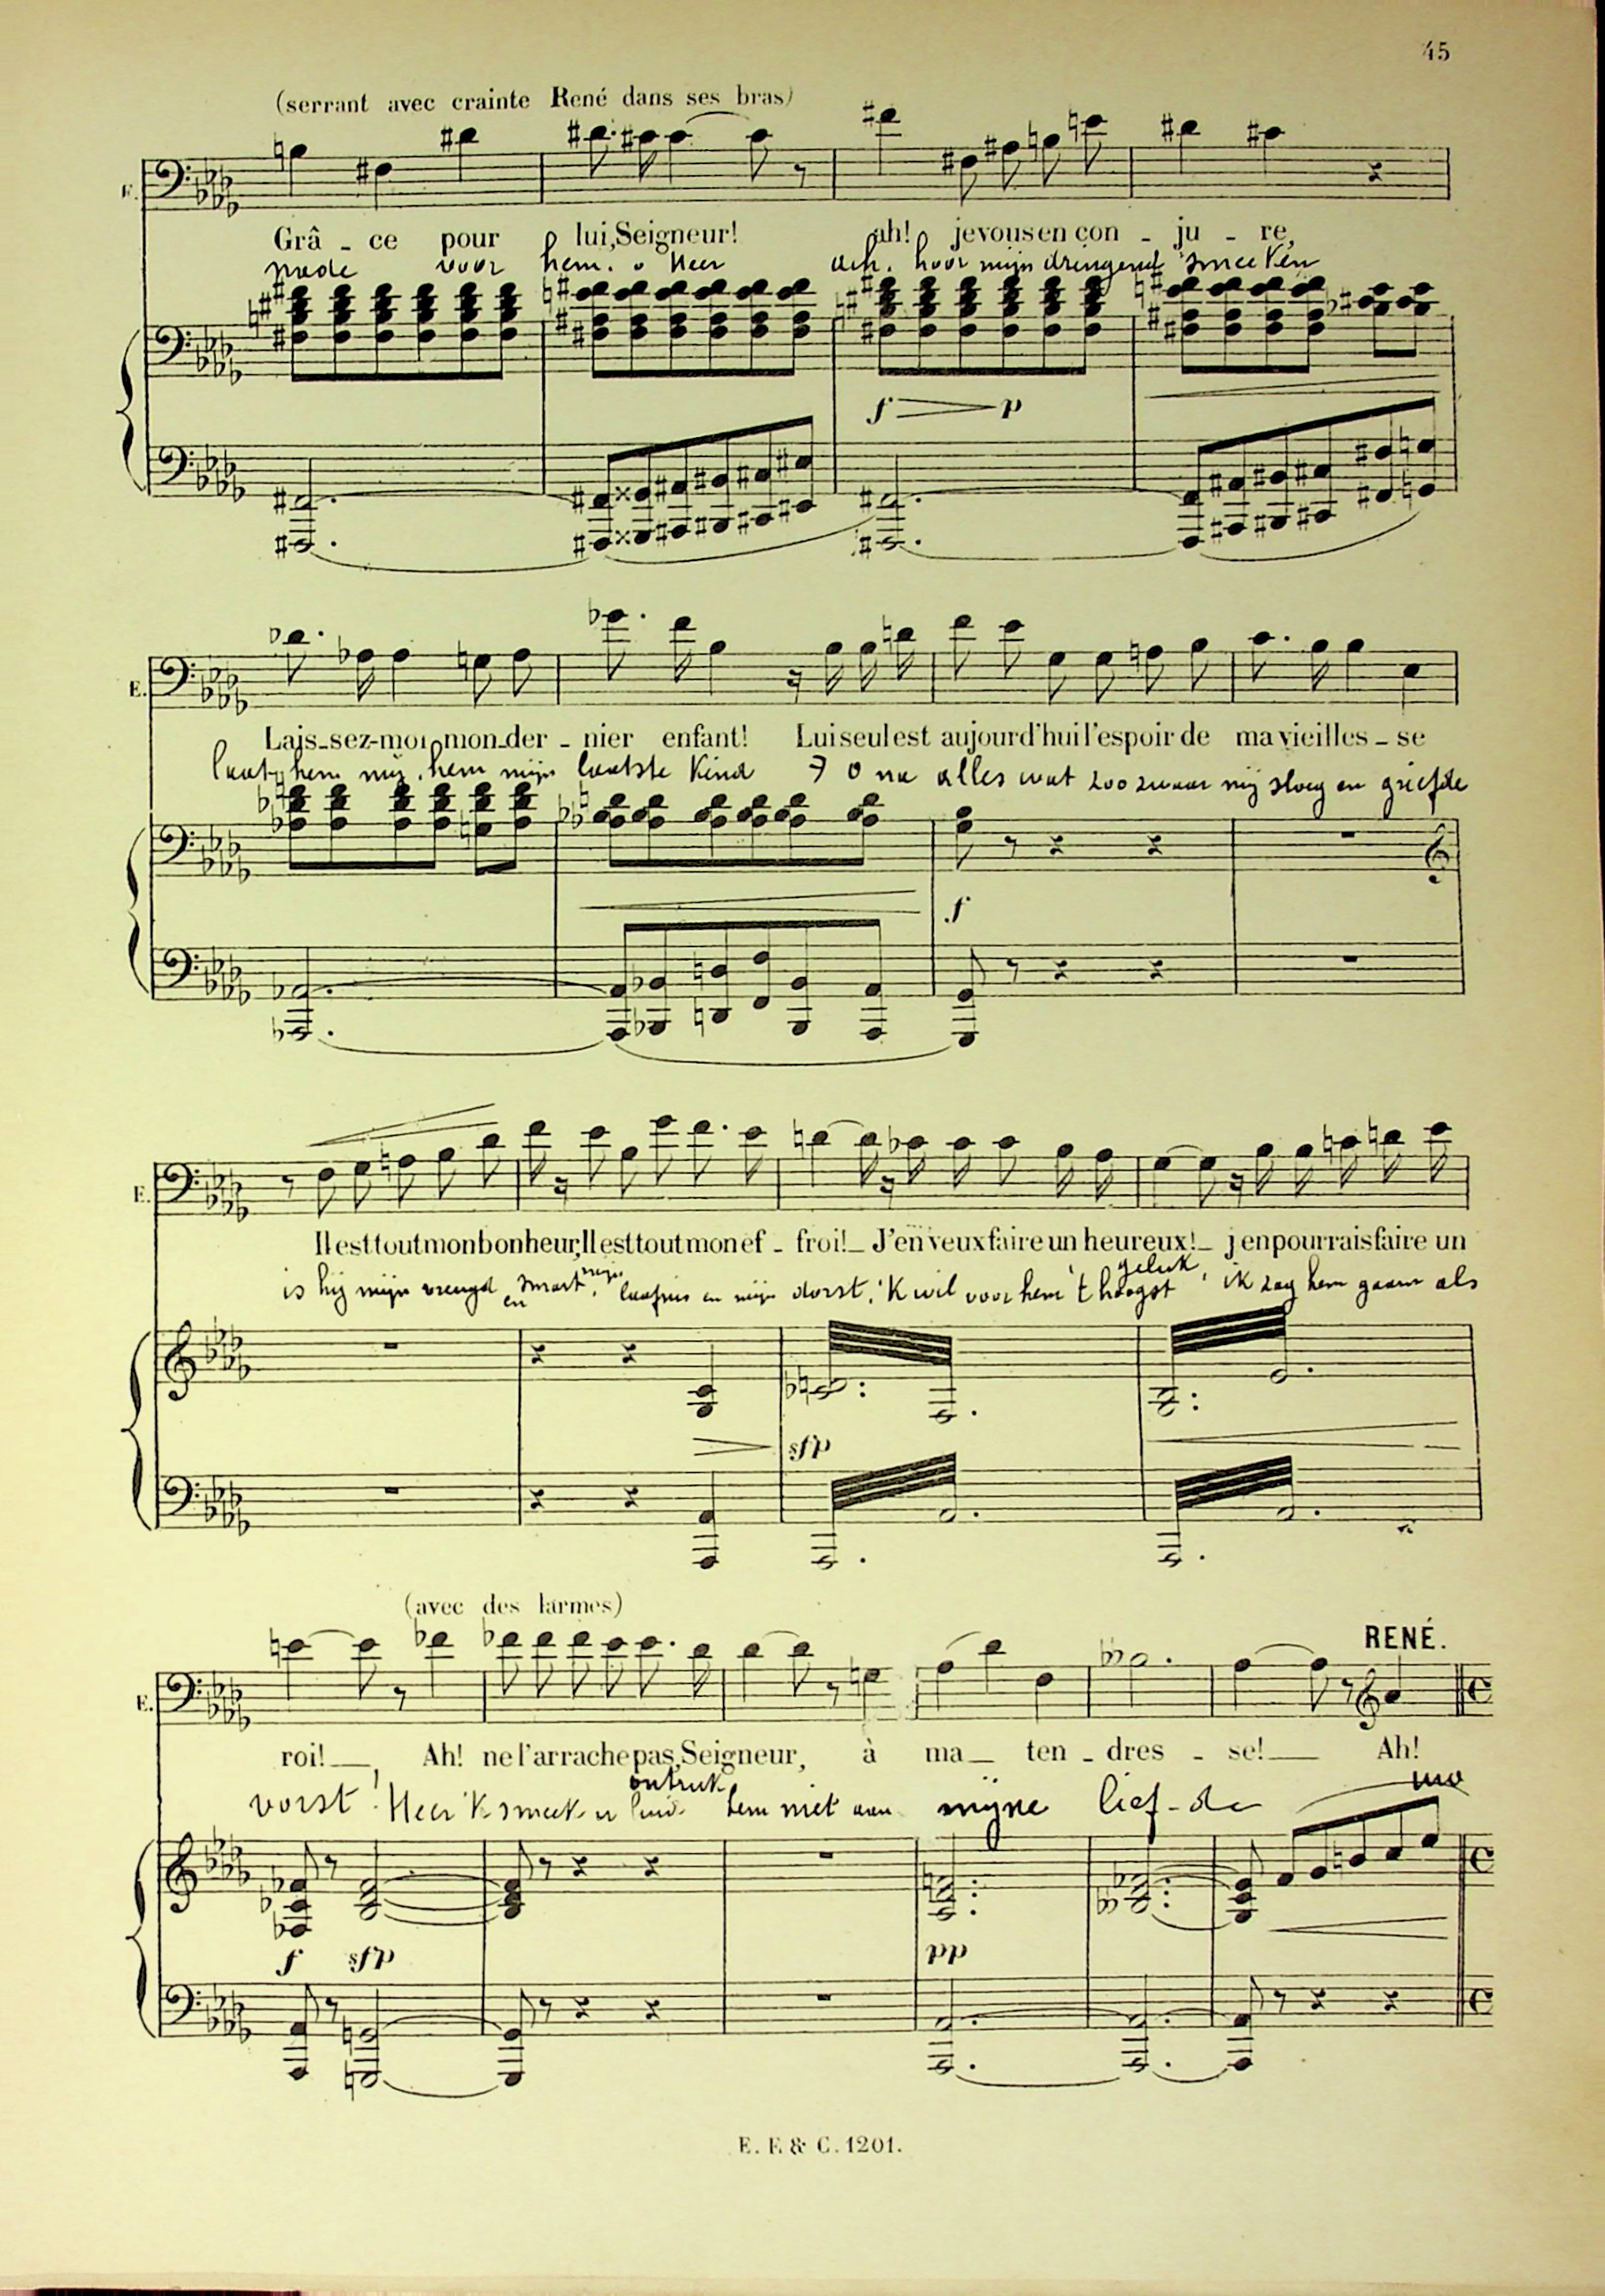 45
(serrant avec crainte René dans ses bras)
E.
Grâ - ce pour lui, Seigneur! ah! je vous en con - ju - re,
voor hem. o Heer ach. hoor mijn dringend smeeken
E.
Lais-sez-moi mon der - nier enfant! Lui seul est aujourd'hui l'espoir de ma vieilles - se
laat hem mij, hem mijn laatste kind o na alles wat zoo zwaar mij sloeg en griefde
E.
Il est tout mon bonheur, Il est tout mon ef - froi! J'en veux faire un heureux! j'en pourrais faire un
geluk
is hij mijn vreugd en smart, mijn laafnis en mijn dorst, 'K wil voor hem 't hoogst, ik zag hem gaarn als
f p
f
sfp
(avec des larmes)
RENÉ.
E.
roi! Ah! ne l'arrache pas, Seigneur, à ma ten - dres - se! Ah!
ontruk
vorst! Heer 'K smeek u hem niet aan mijne lief-de
f sfp pp
E. F. & C. 1201.